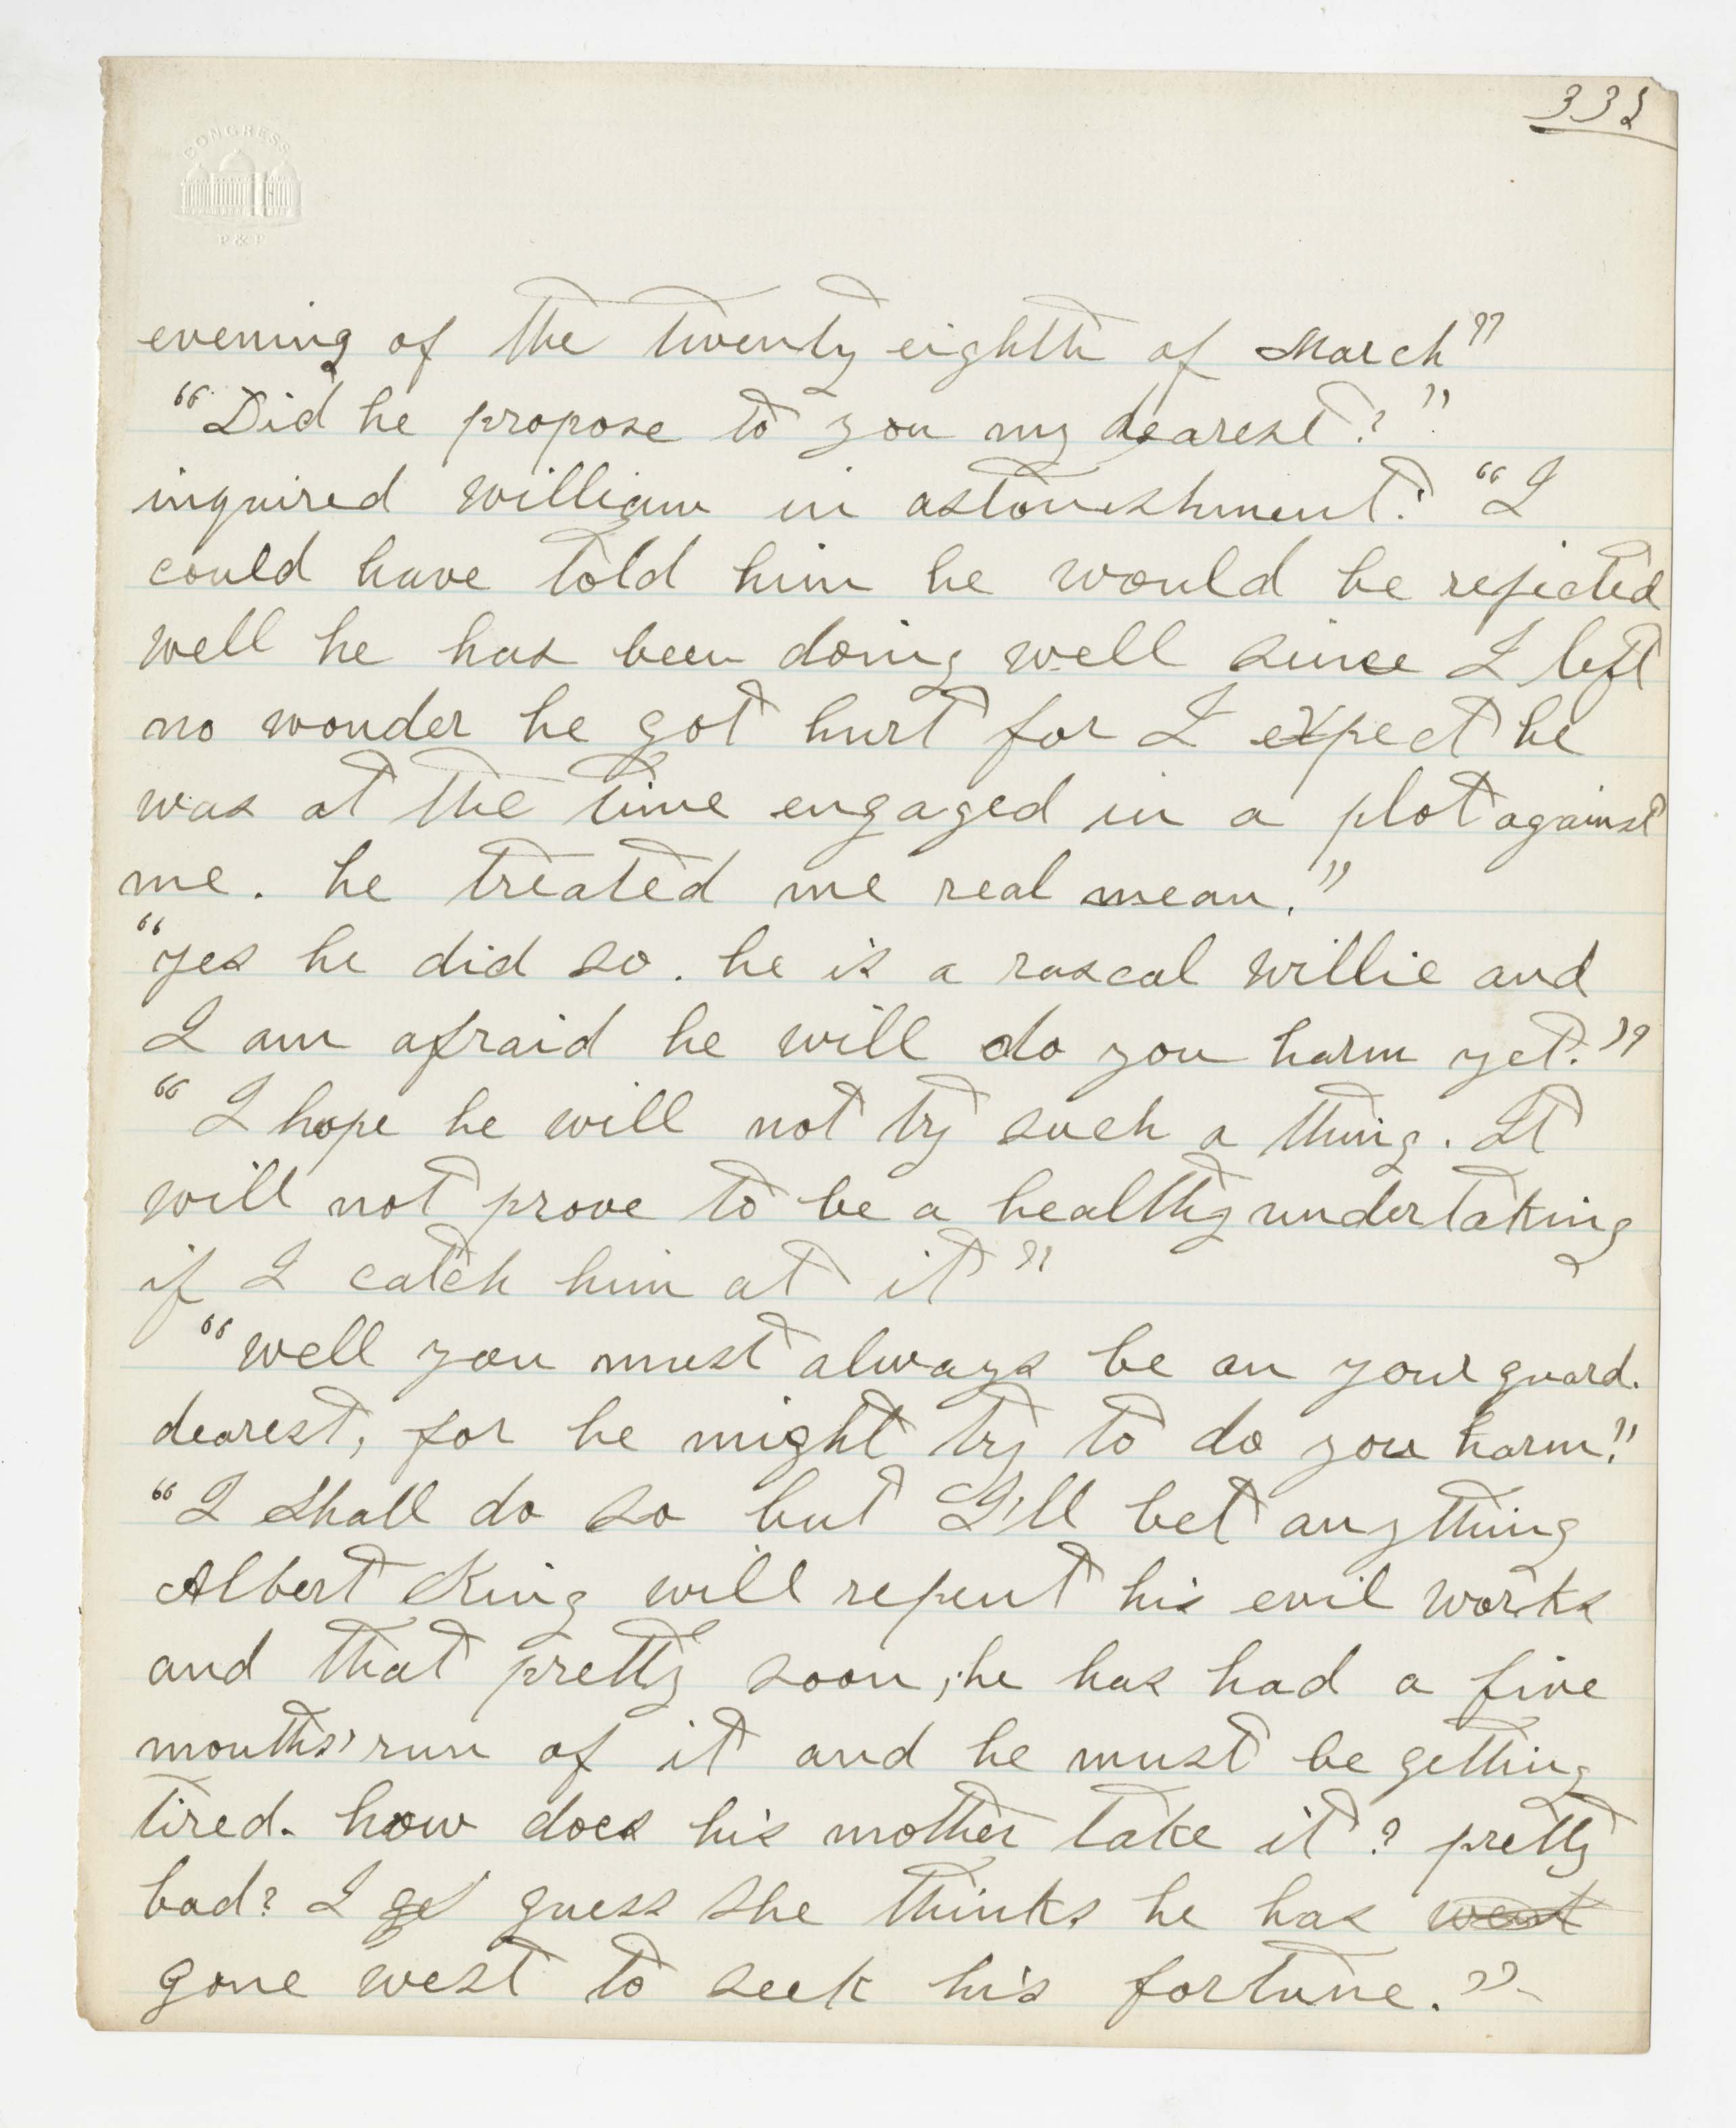 332
CONGRESS
P & P
evening of the twenty eighth of March"
"Did he propose to you my dearest?"
inquired william in astonishment. "I
could have told him he would be rejected
well he has been doing well since I left
no wonder he got hurt for I expect he
was at the time engaged in a plot against
me. he treated me real mean."
"yes he did so. he is a rascal willie and
I am afraid he will do you harm yet."
"I hope he will not try such a thing. It
will not prove to be a healthy undertaking
if I catch him at it"
"well you must always be on your guard.
dearest, for he might try to do you harm."
"I shall do so but I'll bet anything
Albert King will repent his evil works
and that pretty soon; he has had a five
months' run of it and he must be getting
tired. how does his mother take it? pretty
bad? I ge guess she thinks he has went
gone west to seek his fortune."